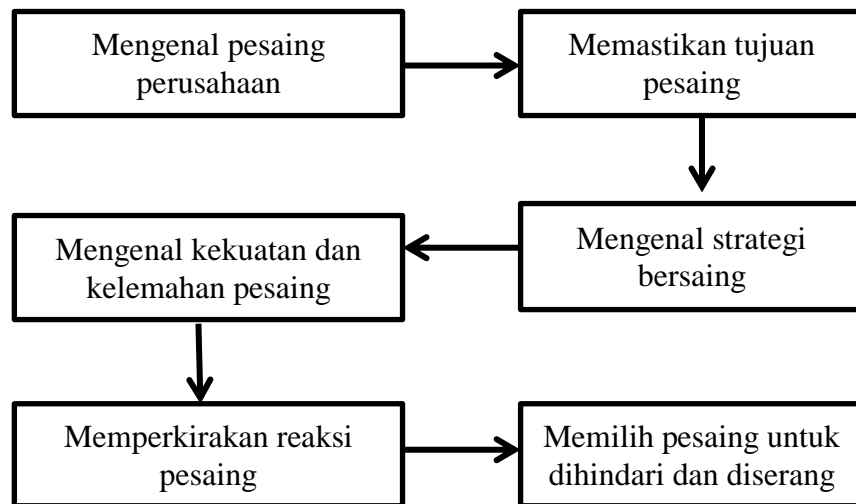 Mengenal pesaing
perusahaan
Memastikan tujuan
pesaing
Mengenal strategi
bersaing
Mengenal kekuatan dan
kelemahan pesaing
Memperkirakan reaksi
pesaing
Memilih pesaing untuk
dihindari dan diserang